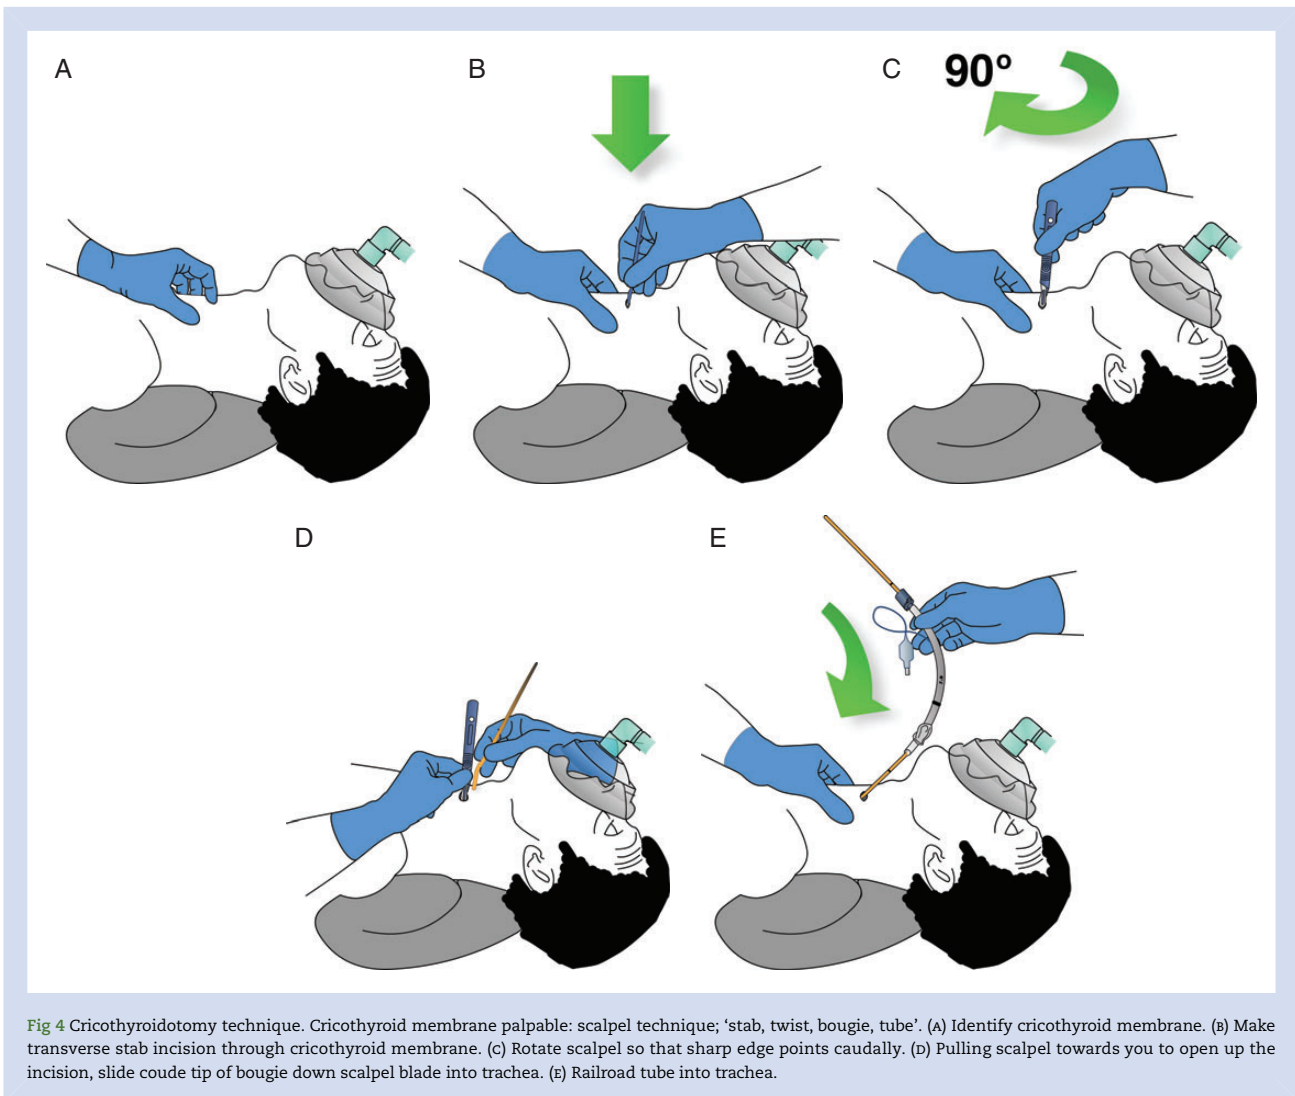 A
B
C
90º
D
E
Fig 4 Cricothyroidotomy technique. Cricothyroid membrane palpable: scalpel technique; ‘stab, twist, bougie, tube’. (A) Identify cricothyroid membrane. (B) Make
transverse stab incision through cricothyroid membrane. (C) Rotate scalpel so that sharp edge points caudally. (D) Pulling scalpel towards you to open up the
incision, slide coude tip of bougie down scalpel blade into trachea. (E) Railroad tube into trachea.